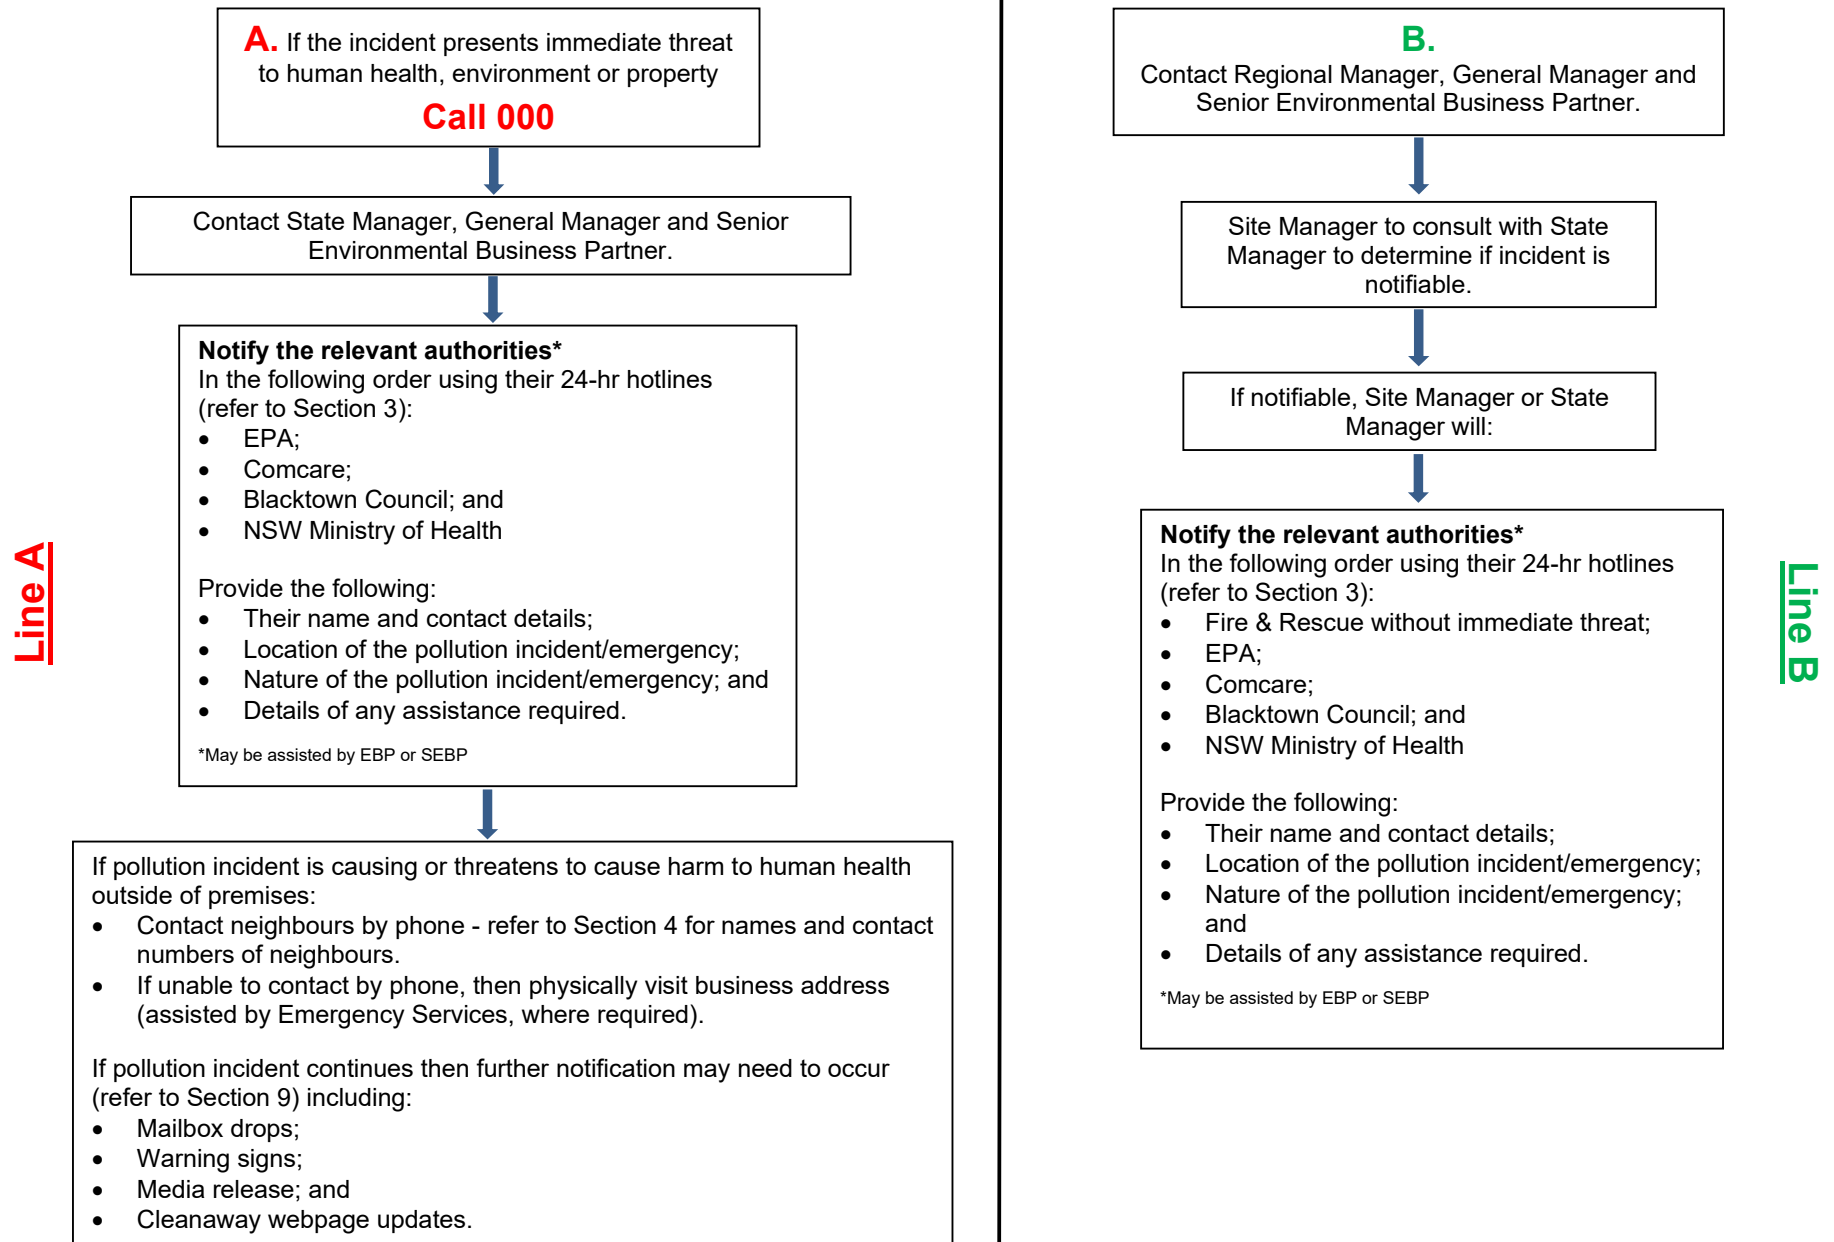 A. If the incident presents immediate threat
to human health, environment or property
Call 000
Contact State Manager, General Manager and Senior
Environmental Business Partner.
Notify the relevant authorities*
In the following order using their 24-hr hotlines
(refer to Section 3):
• EPA;
• Comcare;
• Blacktown Council; and
• NSW Ministry of Health
Provide the following:
• Their name and contact details;
• Location of the pollution incident/emergency;
• Nature of the pollution incident/emergency; and
• Details of any assistance required.
*May be assisted by EBP or SEBP
If pollution incident is causing or threatens to cause harm to human health
outside of premises:
• Contact neighbours by phone - refer to Section 4 for names and contact
numbers of neighbours.
• If unable to contact by phone, then physically visit business address
(assisted by Emergency Services, where required).
If pollution incident continues then further notification may need to occur
(refer to Section 9) including:
• Mailbox drops;
• Warning signs;
• Media release; and
• Cleanaway webpage updates.
Line A
B.
Contact Regional Manager, General Manager and
Senior Environmental Business Partner.
Site Manager to consult with State
Manager to determine if incident is
notifiable.
If notifiable, Site Manager or State
Manager will:
Notify the relevant authorities*
In the following order using their 24-hr hotlines
(refer to Section 3):
• Fire & Rescue without immediate threat;
• EPA;
• Comcare;
• Blacktown Council; and
• NSW Ministry of Health
Provide the following:
• Their name and contact details;
• Location of the pollution incident/emergency;
• Nature of the pollution incident/emergency;
and
• Details of any assistance required.
*May be assisted by EBP or SEBP
Line B